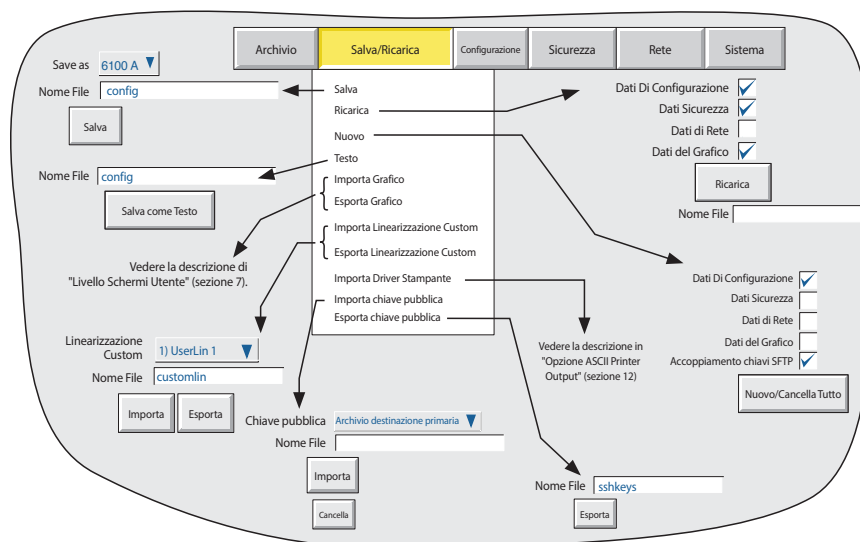 Archivio
Salva/Ricarica
Configurazione
Sicurezza
Rete
Sistema
Save as
6100 A
Nome File
config
Salva
Nome File
config
Salva come Testo
Vedere la descrizione di
"Livello Schermi Utente" (sezione 7).
Linearizzazione
Custom
1) UserLin 1
Nome File
customlin
Importa
Esporta
Salva
Ricarica
Nuovo
Testo
Importa Grafico
Esporta Grafico
Importa Linearizzazione Custom
Esporta Linearizzazione Custom
Importa Driver Stampante
Importa chiave pubblica
Esporta chiave pubblica
Chiave pubblica
Archivio destinazione primaria
Nome File
Importa
Cancella
Vedere la descrizione in
"Opzione ASCII Printer
Output" (sezione 12)
Nome File
sshkeys
Esporta
Dati Di Configurazione
Dati Sicurezza
Dati di Rete
Dati del Grafico
Ricarica
Nome File
Dati Di Configurazione
Dati Sicurezza
Dati di Rete
Dati del Grafico
Accoppiamento chiavi SFTP
Nuovo/Cancella Tutto